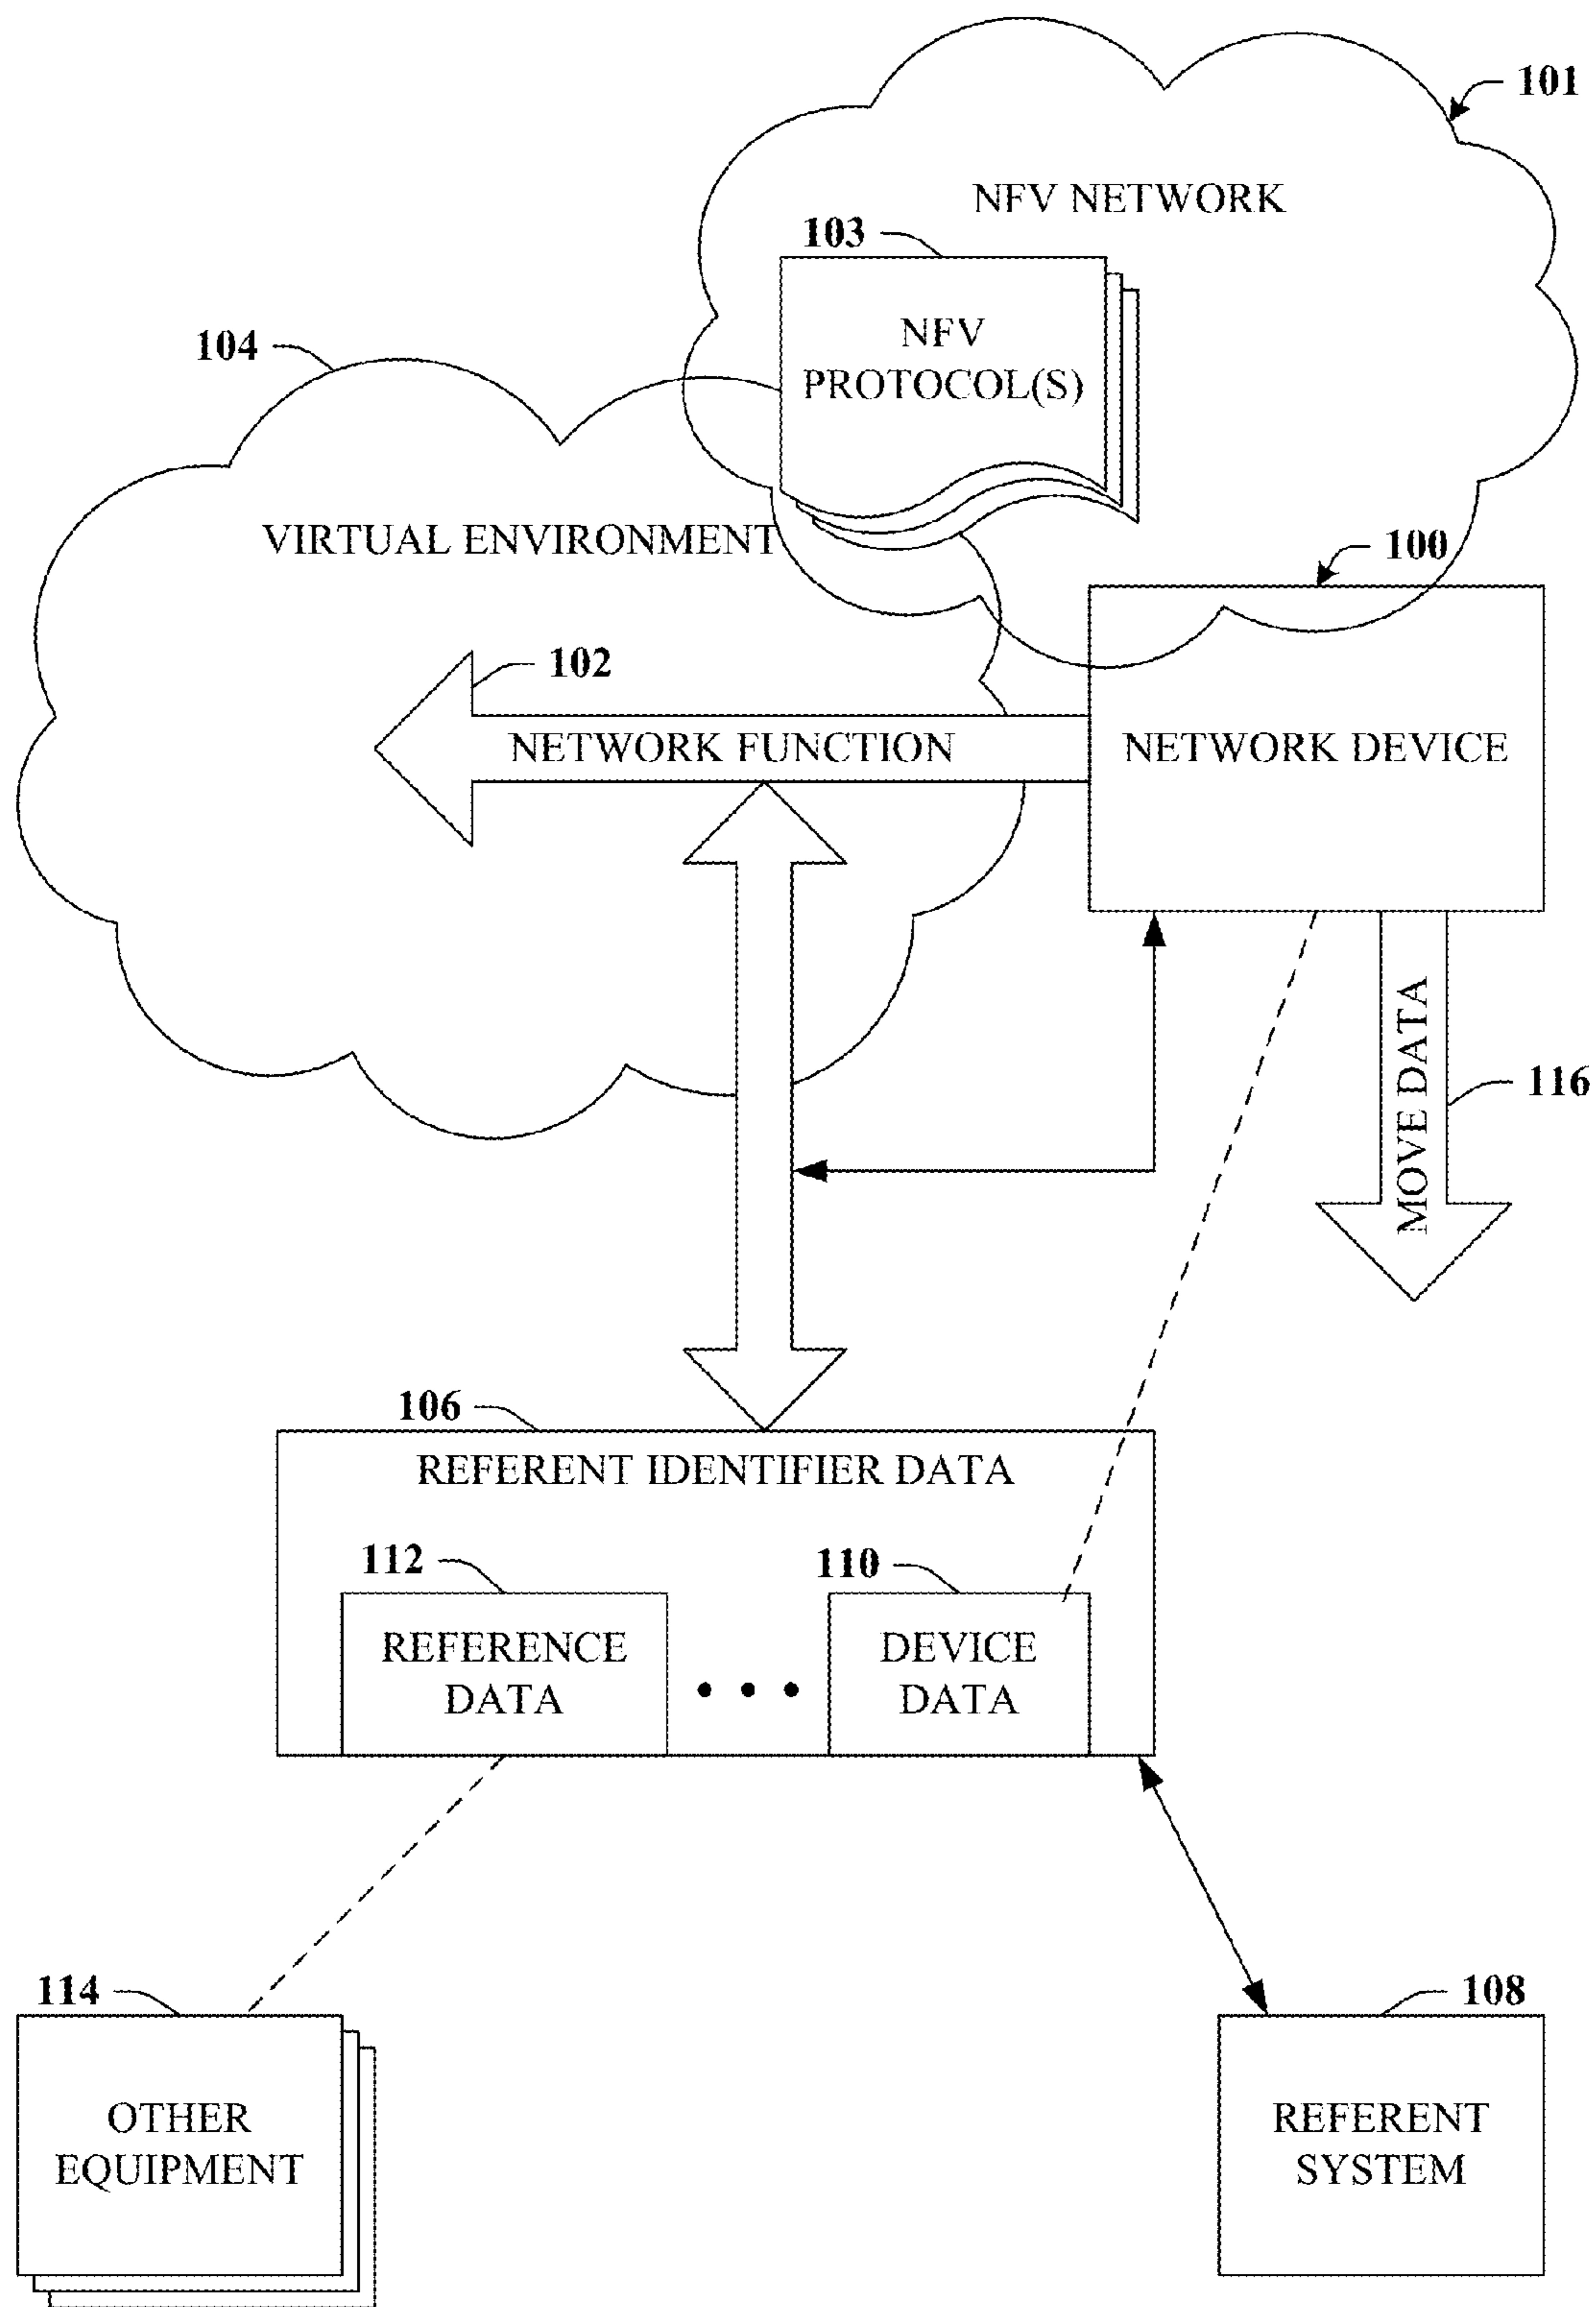 101
NFV NETWORK
103
NFV
PROTOCOL(S)
104
VIRTUAL ENVIRONMENT
100
102
NETWORK FUNCTION
NETWORK DEVICE
MOVE DATA
116
106
REFERENT IDENTIFIER DATA
112
110
REFERENCE
DATA
DEVICE
DATA
114
108
OTHER
EQUIPMENT
REFERENT
SYSTEM